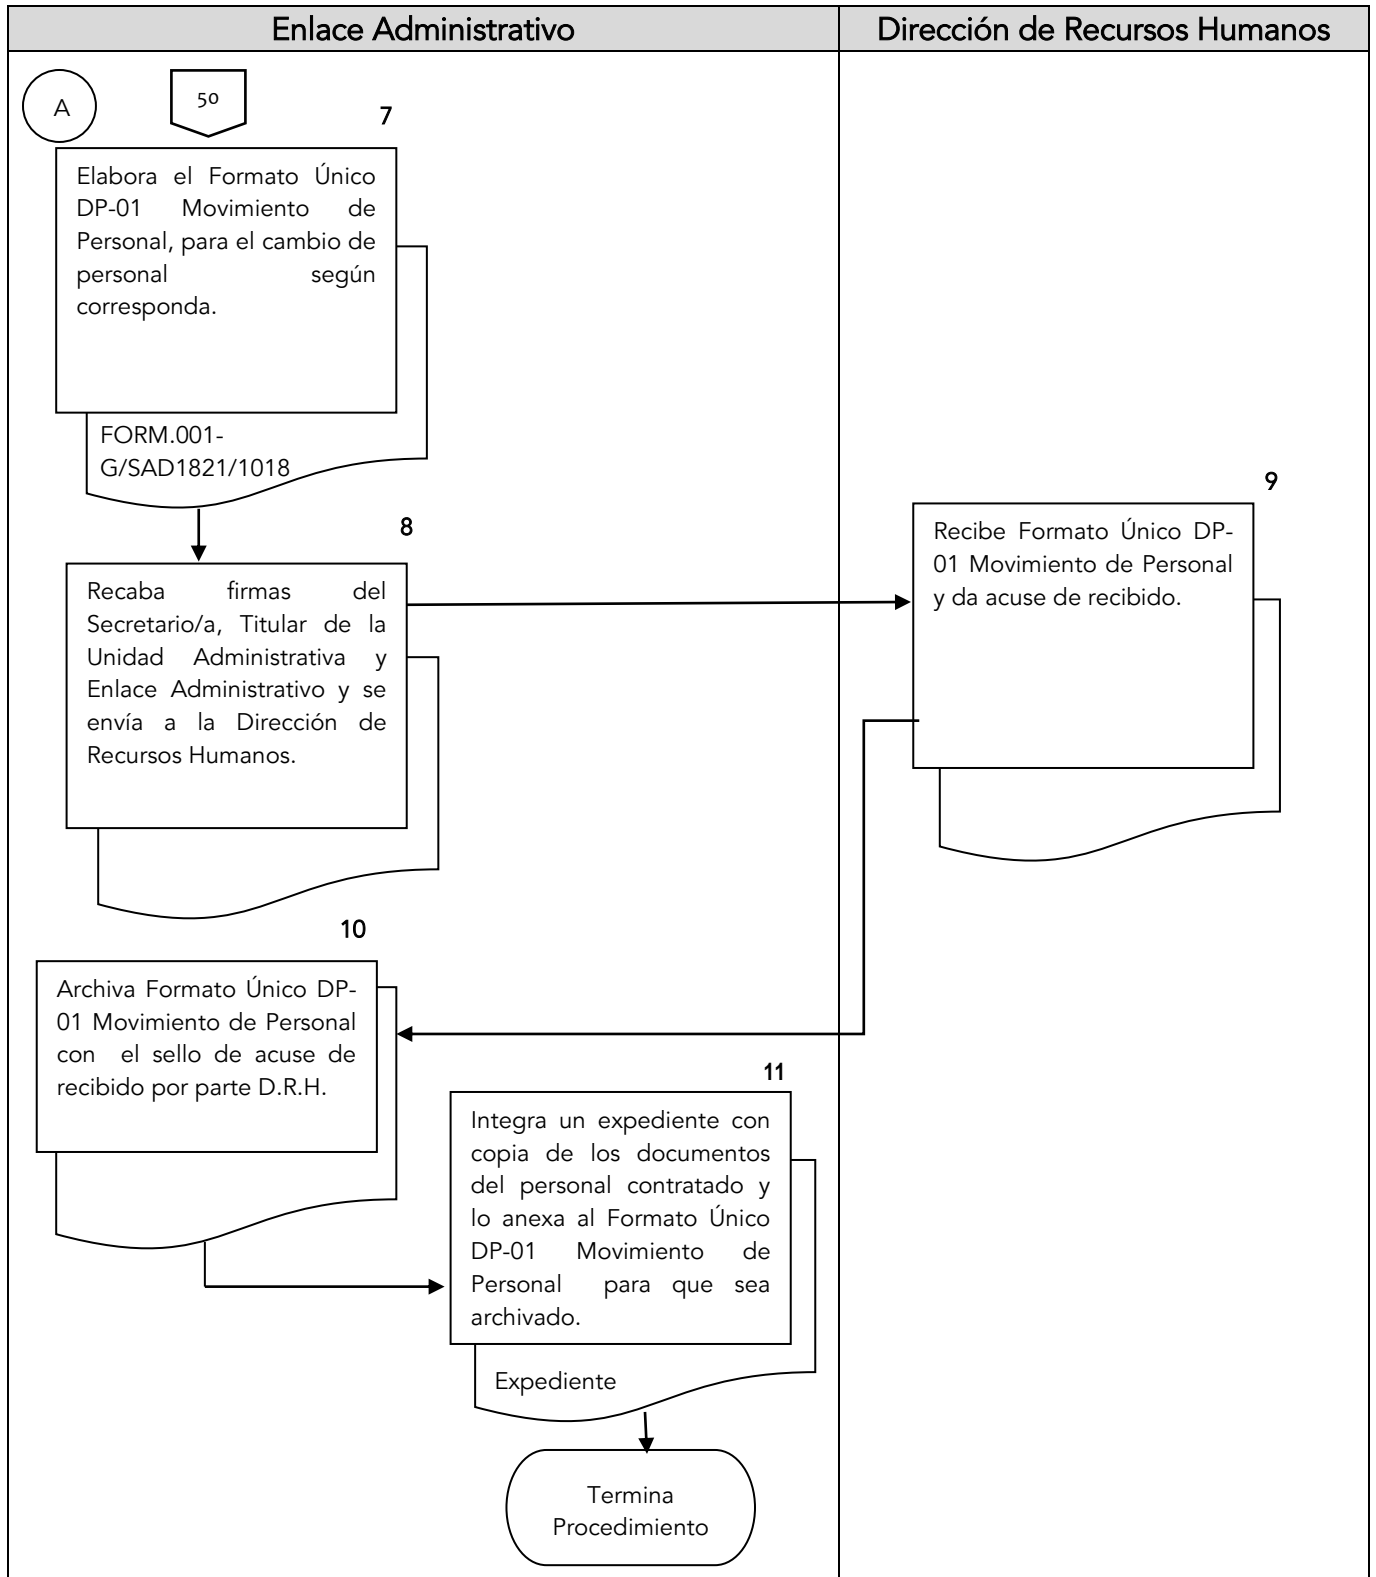 Enlace Administrativo
Dirección de Recursos Humanos
A
50
7
Elabora el Formato Único
DP-01 Movimiento de
Personal, para el cambio de
personal según
corresponda.
FORM.001-
G/SAD1821/1018
8
Recaba firmas del
Secretario/a, Titular de la
Unidad Administrativa y
Enlace Administrativo y se
envía a la Dirección de
Recursos Humanos.
9
Recibe Formato Único DP-
01 Movimiento de Personal
y da acuse de recibido.
10
Archiva Formato Único DP-
01 Movimiento de Personal
con el sello de acuse de
recibido por parte D.R.H.
11
Integra un expediente con
copia de los documentos
del personal contratado y
lo anexa al Formato Único
DP-01 Movimiento de
Personal para que sea
archivado.
Expediente
Termina
Procedimiento